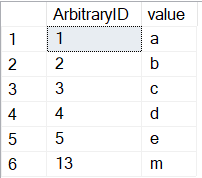 ArbitraryID value
1 1 a
2 2 b
3 3 c
4 4 d
5 5 e
6 13 m